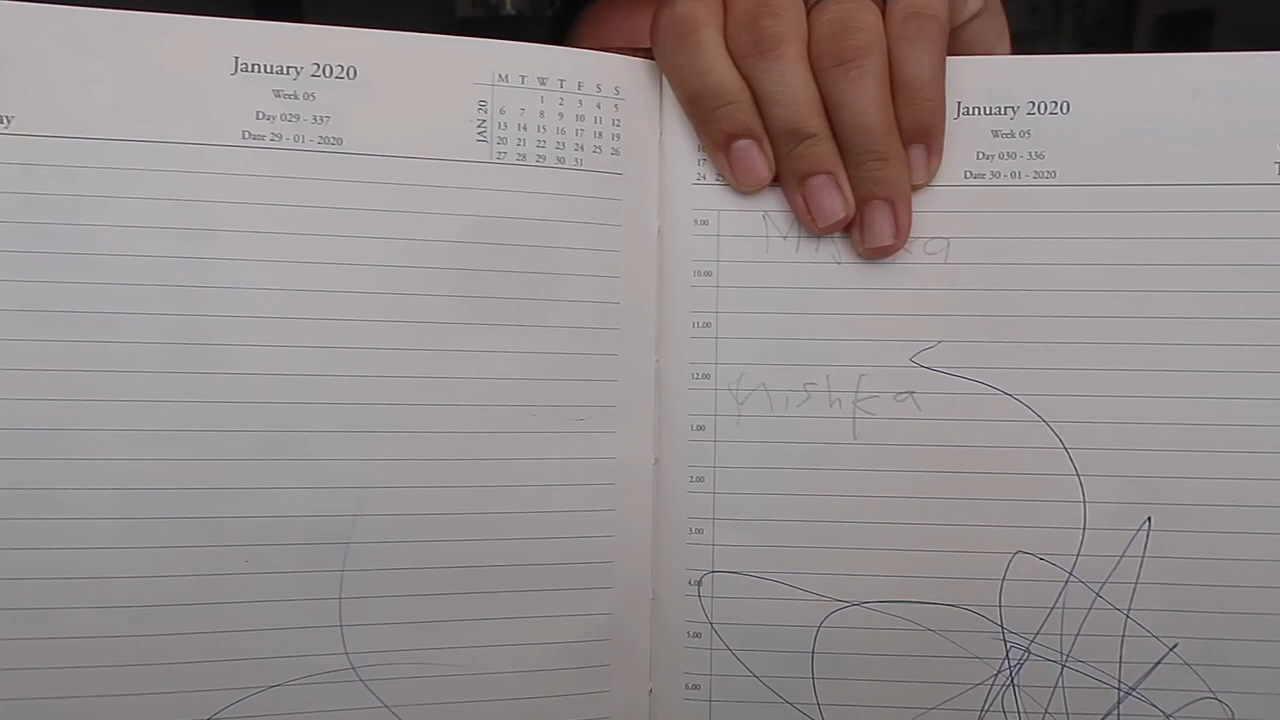 January 2020
Week 05
Day 029 - 337
Date 29 - 01 - 2020
JAN 20
M T W T F S S
1 2 3 4 5
6 7 8 9 10 11 12
13 14 15 16 17 18 19
20 21 22 23 24 25 26
27 28 29 30 31
January 2020
Week 05
Day 030 - 336
Date 30 - 01 - 2020
17
24
9.00
10.00
11.00
12.00
Mishka
1.00
2.00
3.00
4.00
5.00
6.00